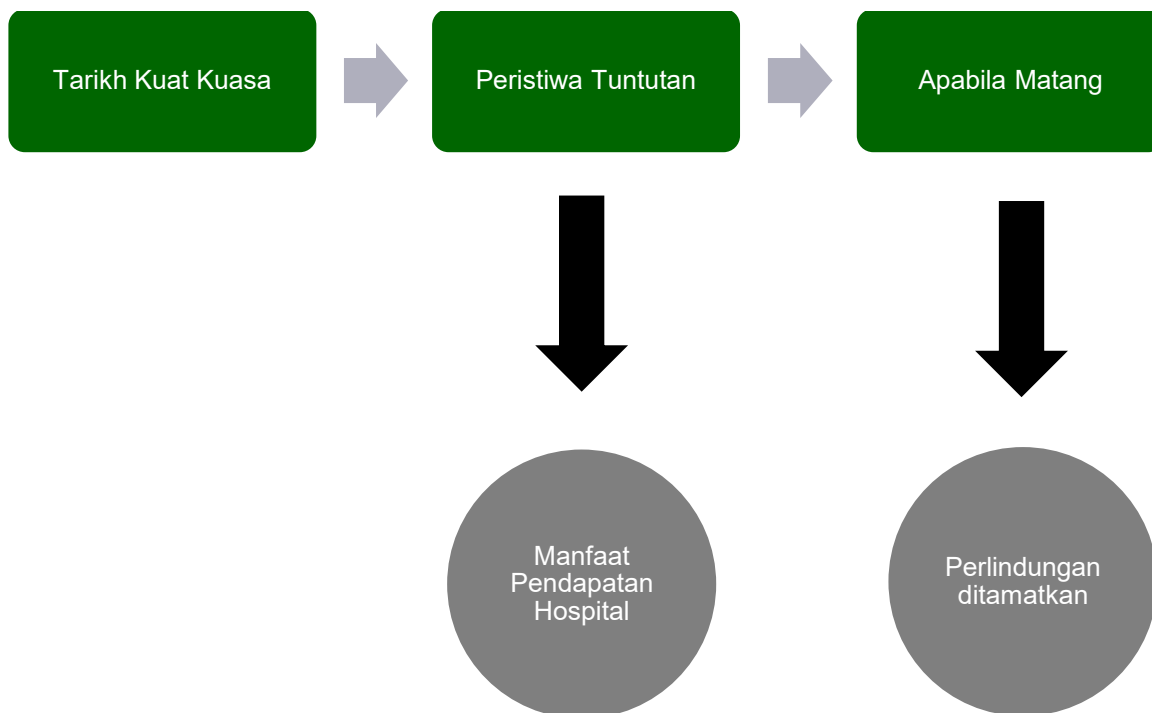 Tarikh Kuat Kuasa
Peristiwa Tuntutan
Apabila Matang
Manfaat
Pendapatan
Hospital
Perlindungan
ditamatkan